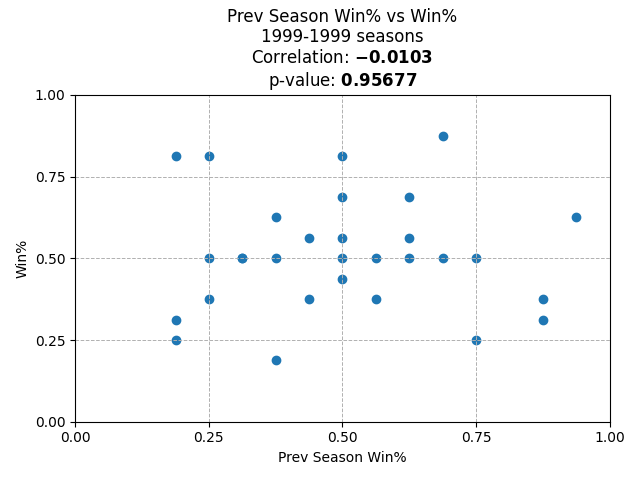 Prev Season Win% vs Win%
1999-1999 seasons
Correlation: −0.0103
p-value: 0.95677
1.00
0.75
0.50
0.25
0.00
Win%
0.00 0.25 0.50 0.75 1.00
Prev Season Win%